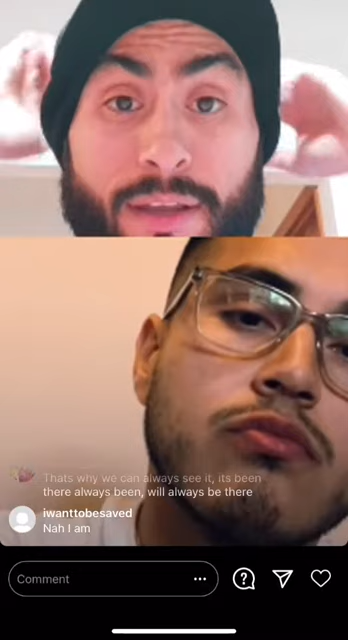 Thats why we can always see it, its been
there always been, will always be there
iwanttobesaved
Nah I am
Comment